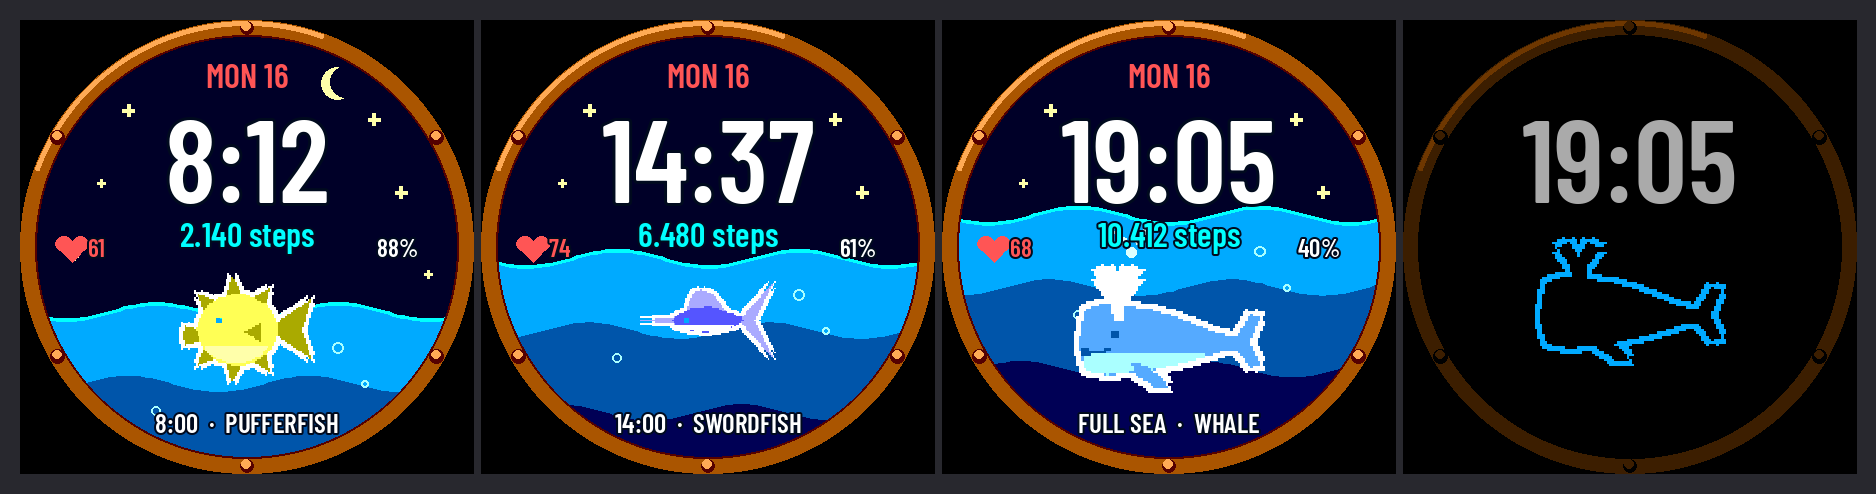 MON 16
8:12
2.140 steps
61
88%
8:00 · PUFFERFISH
MON 16
14:37
6.480 steps
74
61%
14:00 · SWORDFISH
MON 16
19:05
10.412 steps
68
40%
FULL SEA · WHALE
19:05